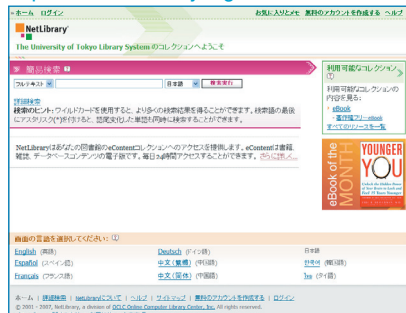 ホーム ログイン お気に入りとメモ 無料のアカウントを作成する ヘルプ
NetLibrary
The University of Tokyo Library System のコレクションへようこそ
簡易検索
フルテキスト 日本語 検索実行
詳細検索
検索のヒント:ワイルドカードを使用すると、より多くの検索結果を得ることができます。検索語の最後
にアスタリスク(*)を付けると、語尾変化した単語も同時に検索することができます。
NetLibraryはあなたの図書館のeContentコレクションへのアクセスを提供します。eContentは書籍、
雑誌、データベースコンテンツの電子版です。毎日24時間アクセスすることができます。さらに詳しく...
利用可能なコレクション
利用可能なコレクションの
内容を見る:
eBook
著作権フリーeBook
すべてのリソースを一覧
eBook of the
MONTH
YOUNGER
YOU
画面の言語を選択してください:
English (英語) Deutsch (ドイツ語) 日本語
Español (スペイン語) 中文(繁體) (中国語) 한국어 (韓国語)
Français (フランス語) 中文(简体) (中国語) ไทย (タイ語)
ホーム | 詳細検索 | NetLibraryについて | ヘルプ | サイトマップ | 無料のアカウントを作成する | ログイン
© 2001 - 2007, NetLibrary, a division of OCLC Online Computer Library Center, Inc. All rights reserved.